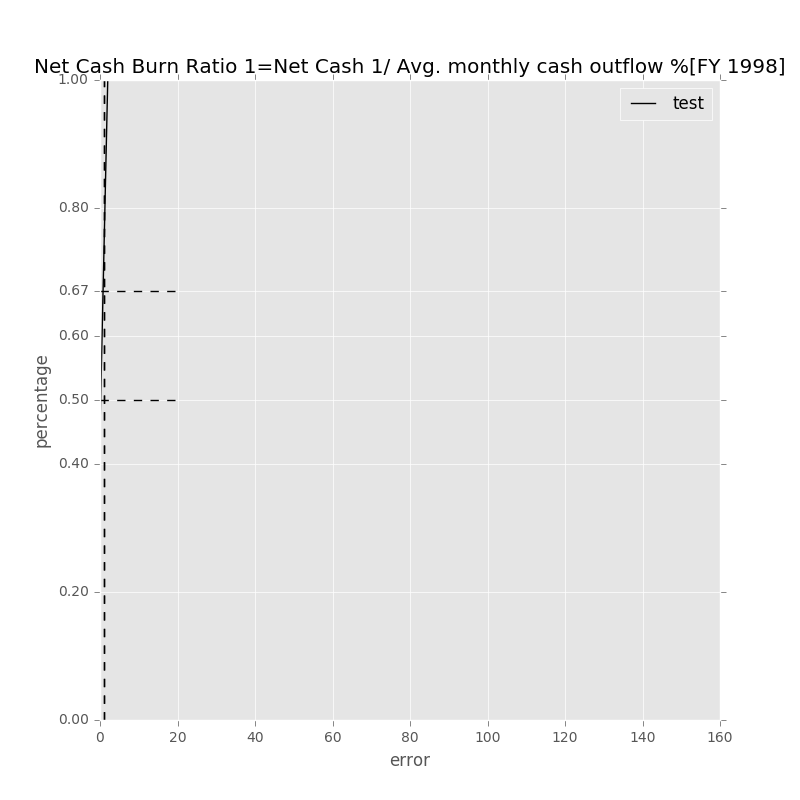 Net Cash Burn Ratio 1=Net Cash 1/ Avg. monthly cash outflow %[FY 1998]
test
1.00
0.80
0.67
0.60
0.50
0.40
0.20
0.00
percentage
0 20 40 60 80 100 120 140 160
error